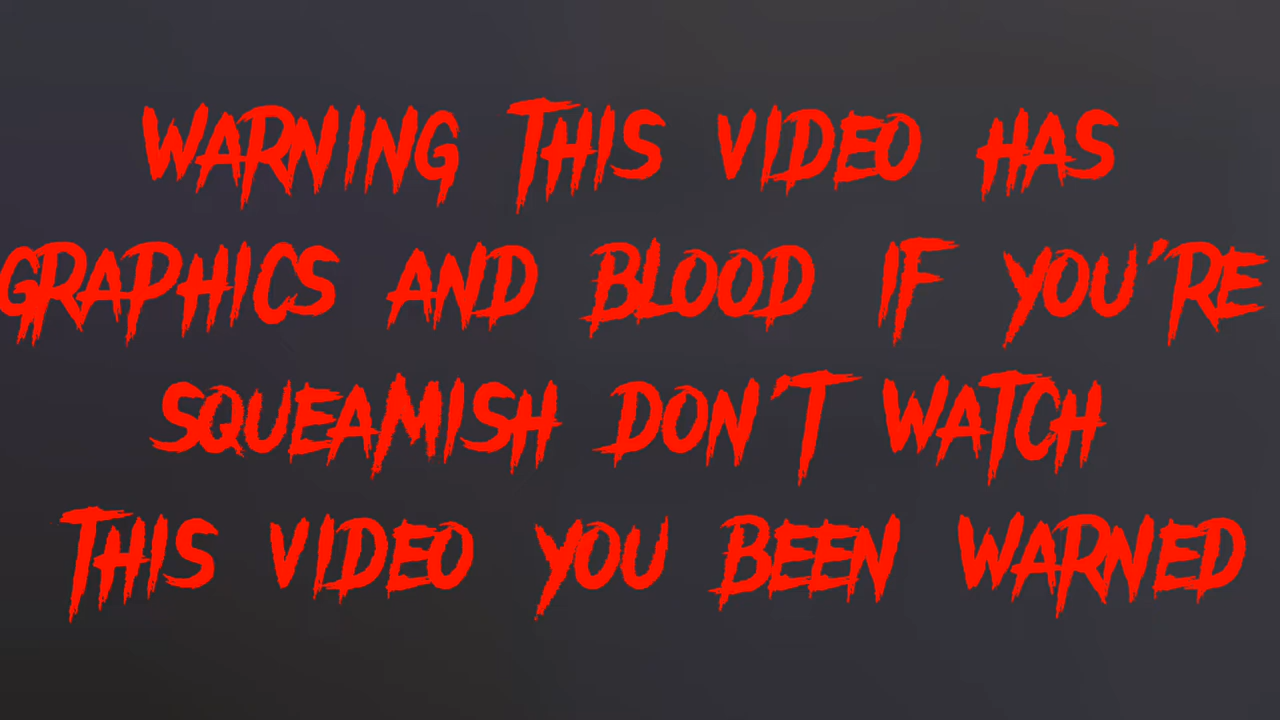 WARNING THIS VIDEO HAS
GRAPHICS AND BLOOD IF YOU'RE
SQUEAMISH DON'T WATCH
THIS VIDEO YOU BEEN WARNED